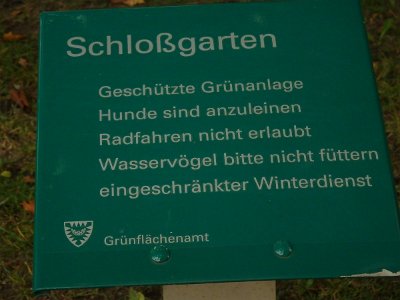 Schloßgarten
Geschützte Grünanlage
Hunde sind anzuleinen
Radfahren nicht erlaubt
Wasservögel bitte nicht füttern
eingeschränkter Winterdienst
Grünflächenamt